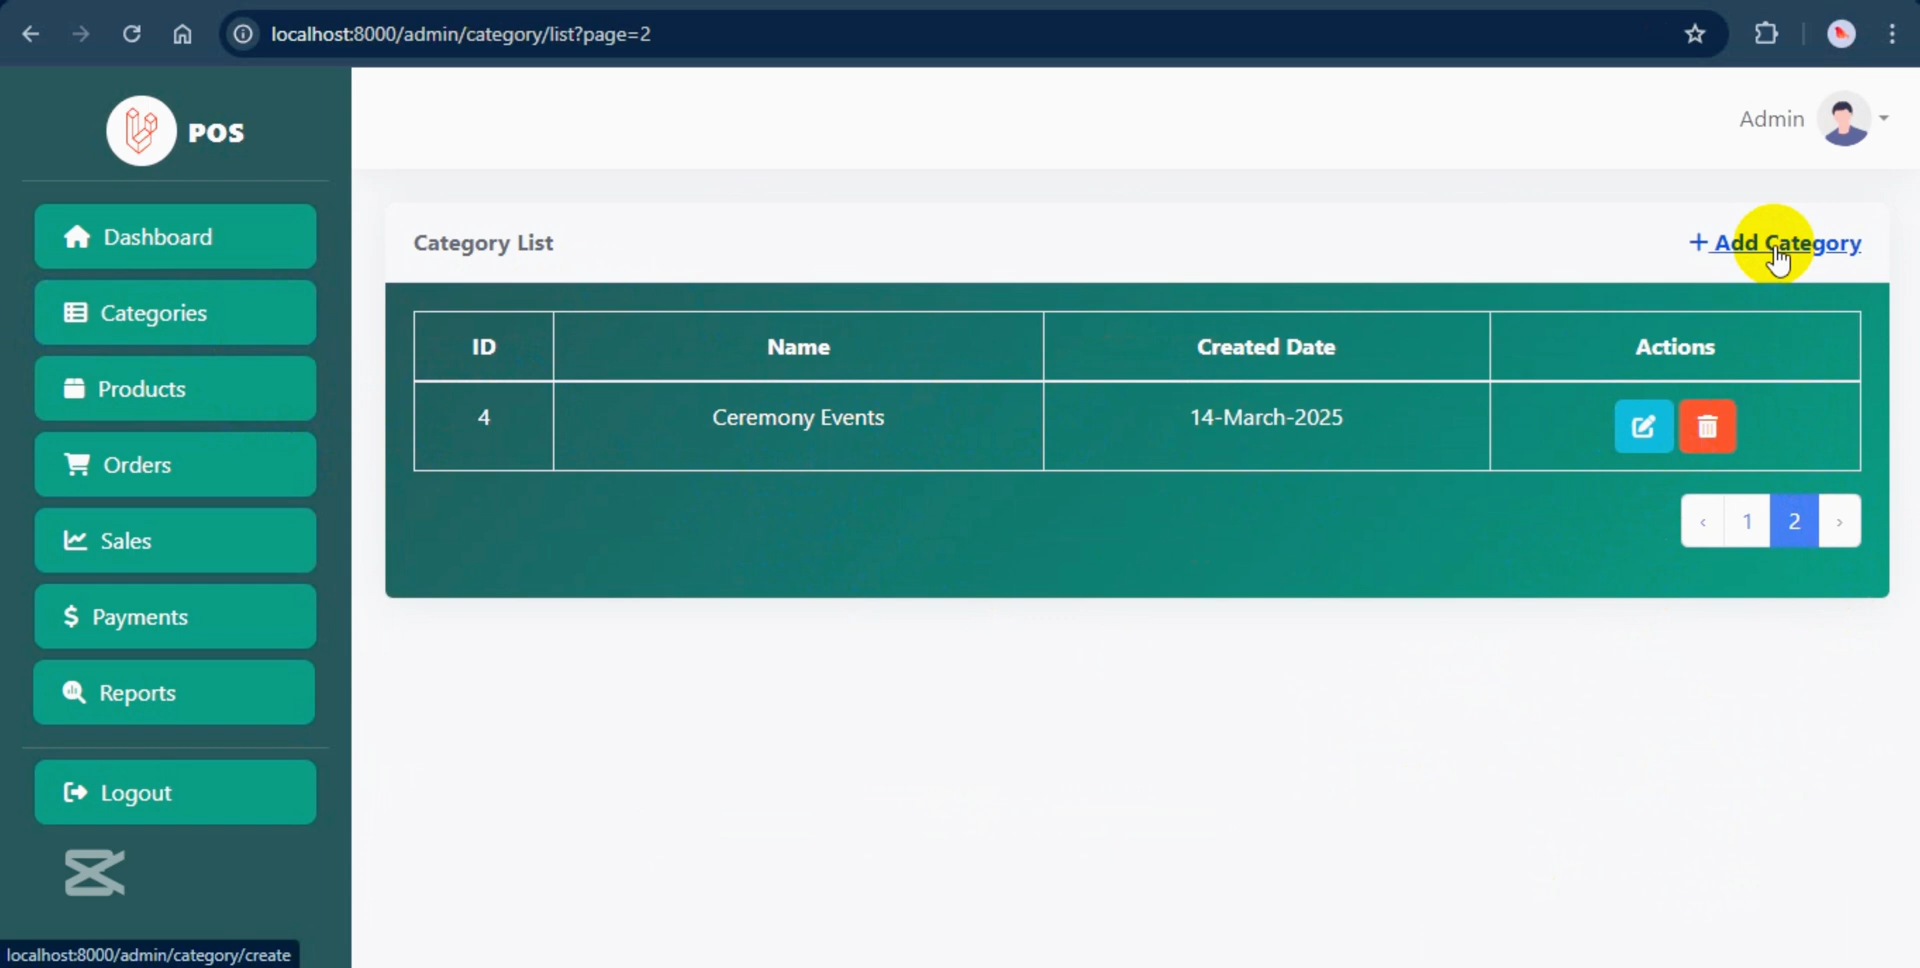 localhost:8000/admin/category/list?page=2
POS
Admin
Dashboard
Categories
Products
Orders
Sales
$ Payments
Reports
Logout
Category List
+ Add Category
ID Name Created Date Actions
4 Ceremony Events 14-March-2025
‹ 1 2 ›
localhost:8000/admin/category/create